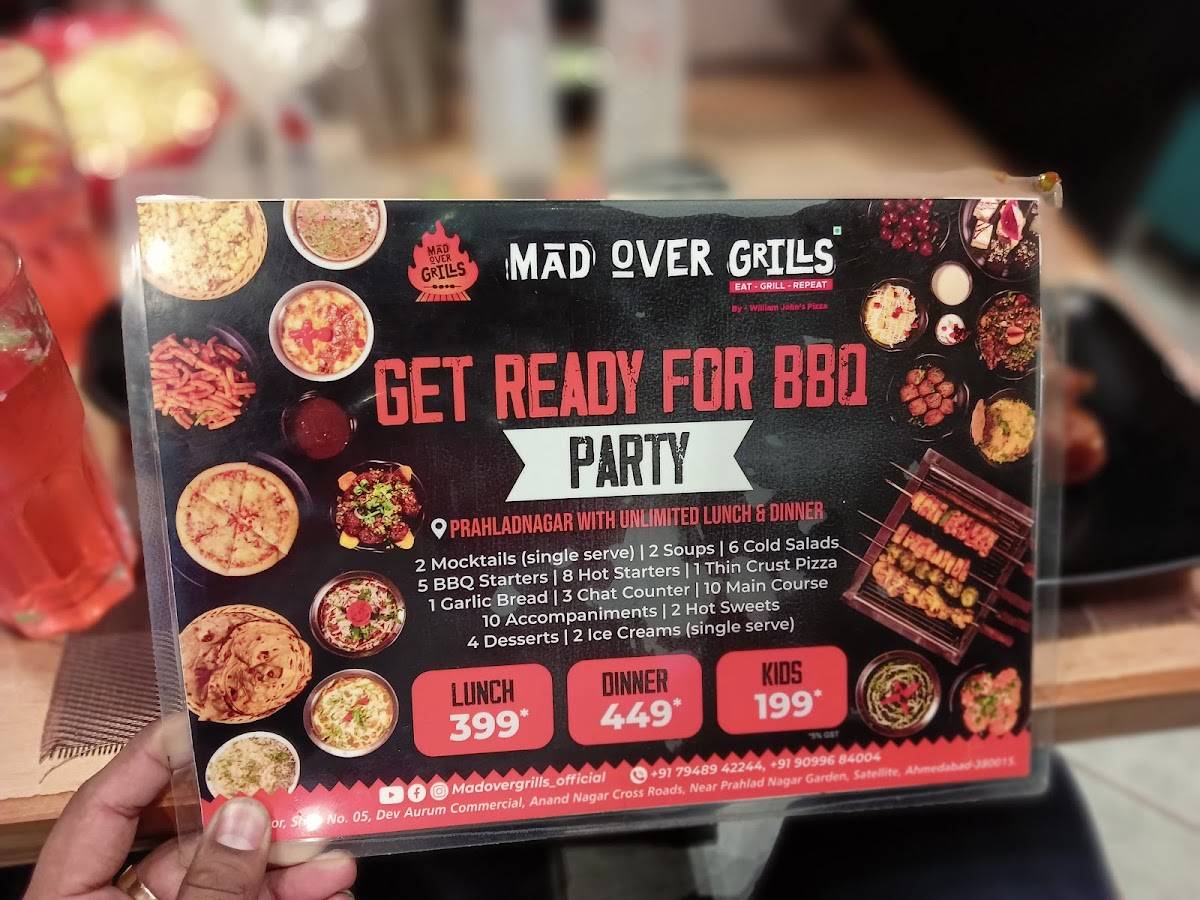 MAD OVER GRILLS
MAD OVER GRILLS
EAT - GRILL - REPEAT
By - William John's Pizza
GET READY FOR BBQ
PARTY
PRAHLADNAGAR WITH UNLIMITED LUNCH & DINNER
2 Mocktails (single serve) | 2 Soups | 6 Cold Salads
5 BBQ Starters | 8 Hot Starters | 1 Thin Crust Pizza
1 Garlic Bread | 3 Chat Counter | 10 Main Course
10 Accompaniments | 2 Hot Sweets
4 Desserts | 2 Ice Creams (single serve)
LUNCH
399*
DINNER
449*
KIDS
199*
*5% GST
Madovergrills_official +91 79489 42244, +91 90996 84004
No. 05, Dev Aurum Commercial, Anand Nagar Cross Roads, Near Prahlad Nagar Garden, Satellite, Ahmedabad-380015.